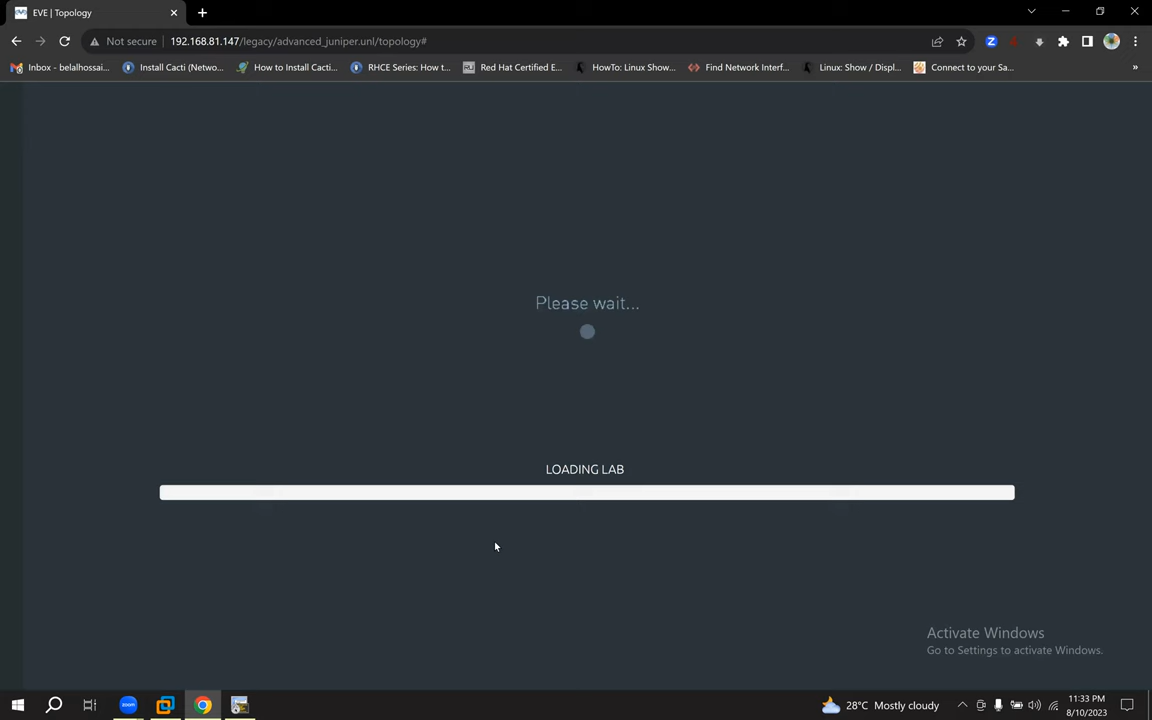 EVE | Topology
Not secure 192.168.81.147/legacy/advanced_juniper.unl/topology#
Inbox - belalhossai...
Install Cacti (Netwo...
How to Install Cacti...
RHCE Series: How t...
RU Red Hat Certified E...
HowTo: Linux Show...
Find Network Interf...
Linux: Show / Displ...
Connect to your Sa...
Please wait...
LOADING LAB
Activate Windows
Go to Settings to activate Windows.
zoom
28°C Mostly cloudy
11:33 PM
8/10/2023